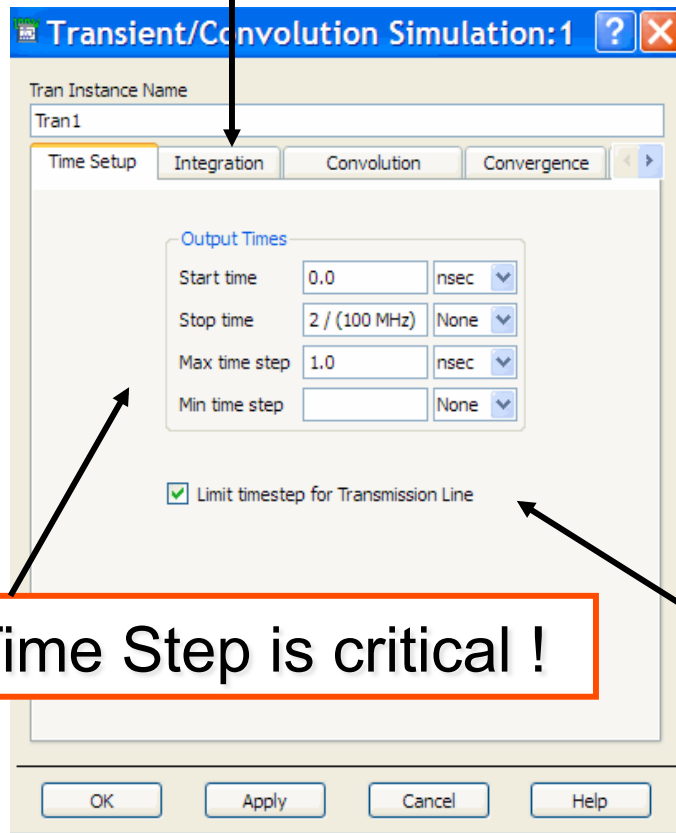 Transient/Convolution Simulation:1
Tran Instance Name
Tran1
Time Setup Integration Convolution Convergence
Output Times
Start time 0.0 nsec
Stop time 2 / (100 MHz) None
Max time step 1.0 nsec
Min time step None
Limit timestep for Transmission Line
Time Step is critical !
OK Apply Cancel Help